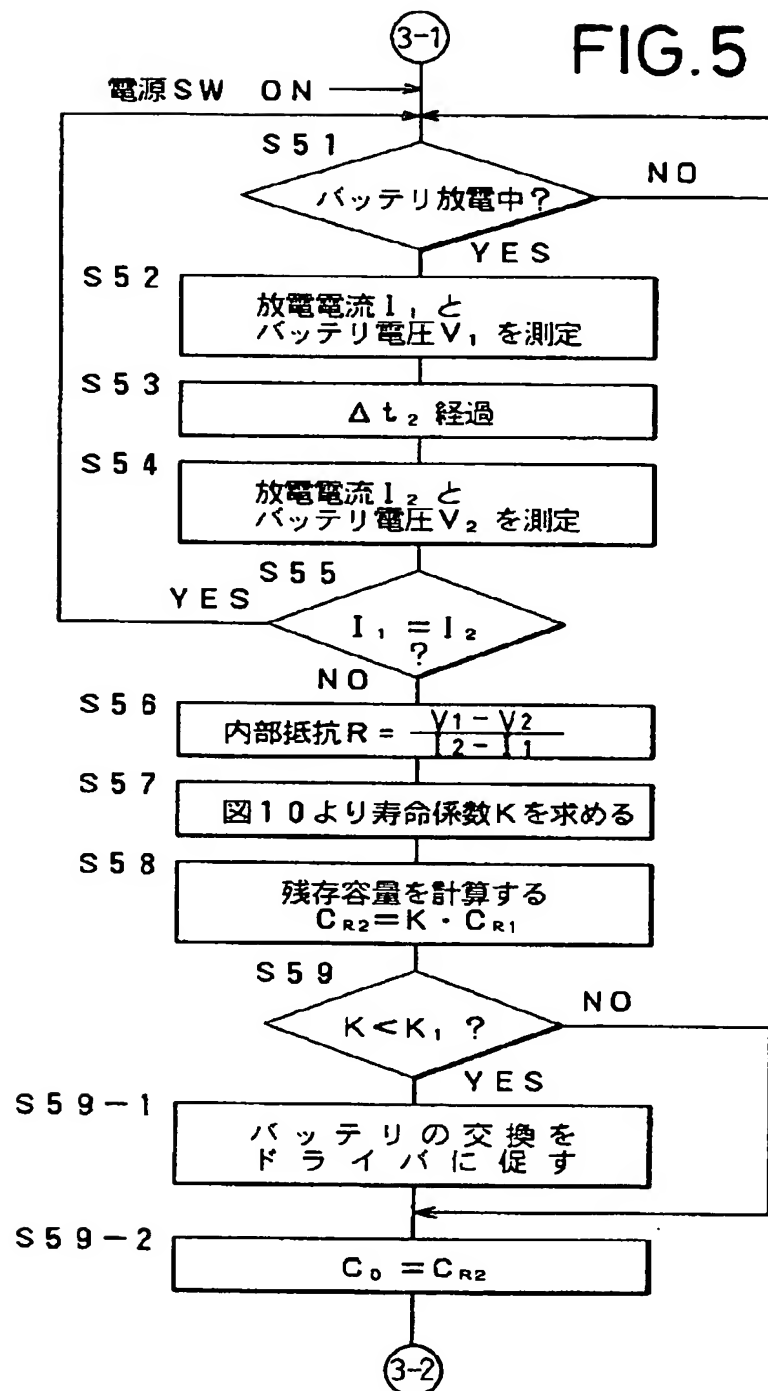 3-1
FIG.5
電源SW ON
S51
バッテリ放電中?
NO
YES
S52
放電電流I₁と
バッテリ電圧V₁を測定
S53
Δt₂経過
S54
放電電流I₂と
バッテリ電圧V₂を測定
S55
YES
I₁=I₂
?
NO
S56
内部抵抗R=
V1-V2
I2-I1
S57
図10より寿命係数Kを求める
S58
残存容量を計算する
C_R2=K・C_R1
S59
NO
K<K₁?
YES
S59-1
バッテリの交換を
ドライバに促す
S59-2
C₀=C_R2
3-2